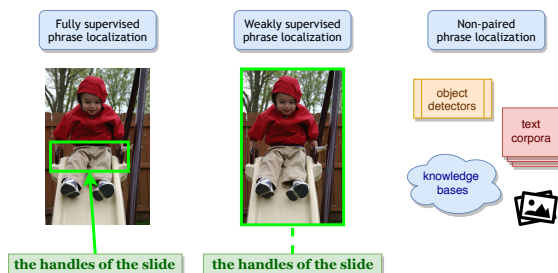 Fully supervised
phrase localization
Weakly supervised
phrase localization
Non-paired
phrase localization
object
detectors
text
corpora
knowledge
bases
the handles of the slide
the handles of the slide